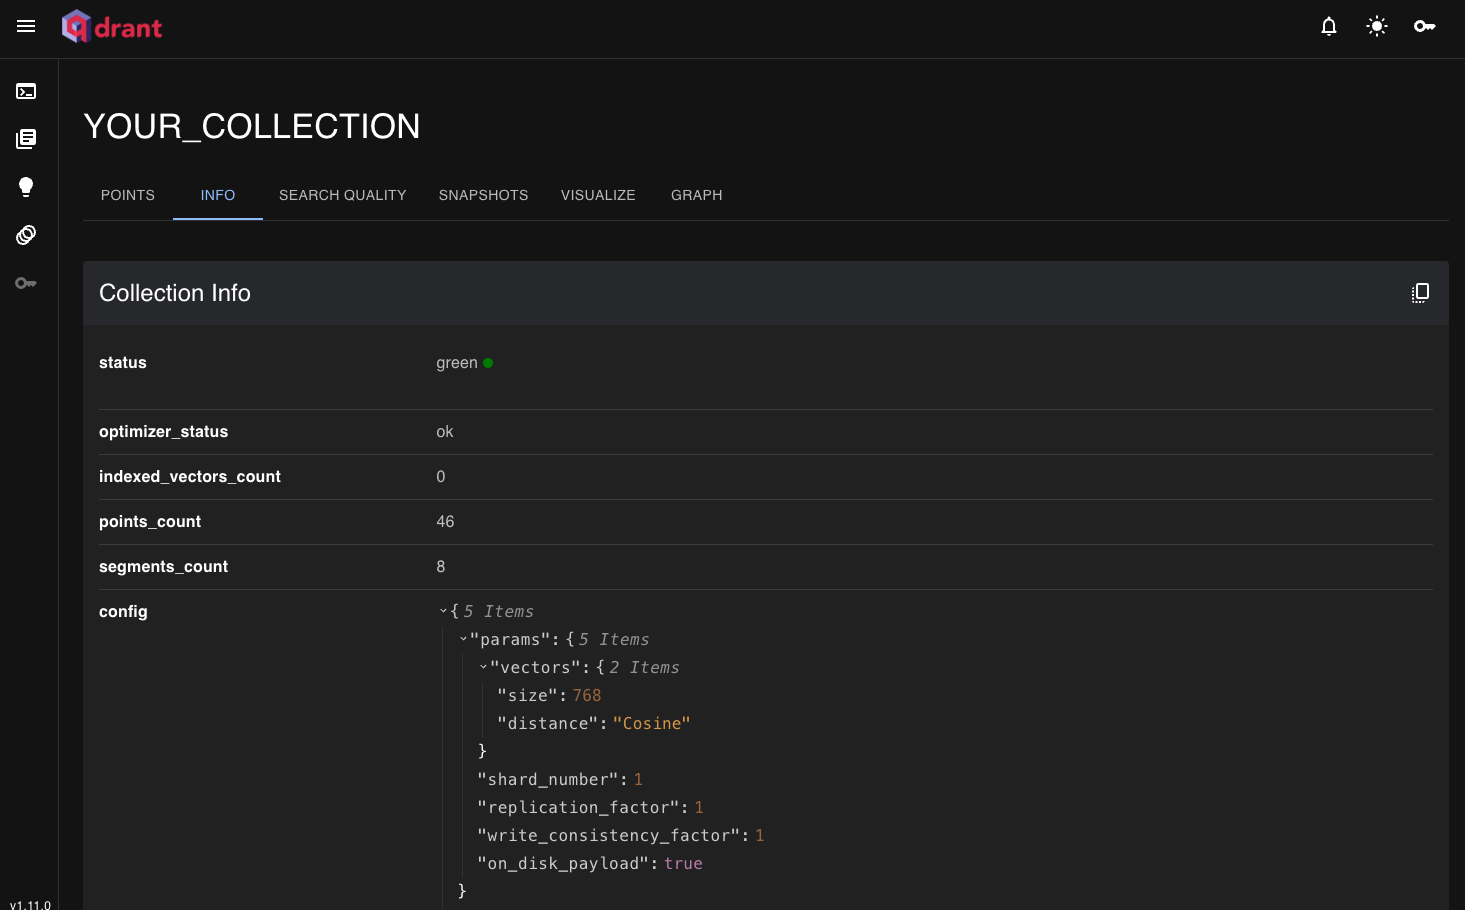 drant
YOUR_COLLECTION
POINTS INFO SEARCH QUALITY SNAPSHOTS VISUALIZE GRAPH
Collection Info
status green
optimizer_status ok
indexed_vectors_count 0
points_count 46
segments_count 8
config { 5 Items
"params": { 5 Items
"vectors": { 2 Items
"size": 768
"distance": "Cosine"
}
"shard_number": 1
"replication_factor": 1
"write_consistency_factor": 1
"on_disk_payload": true
}
v1.11.0